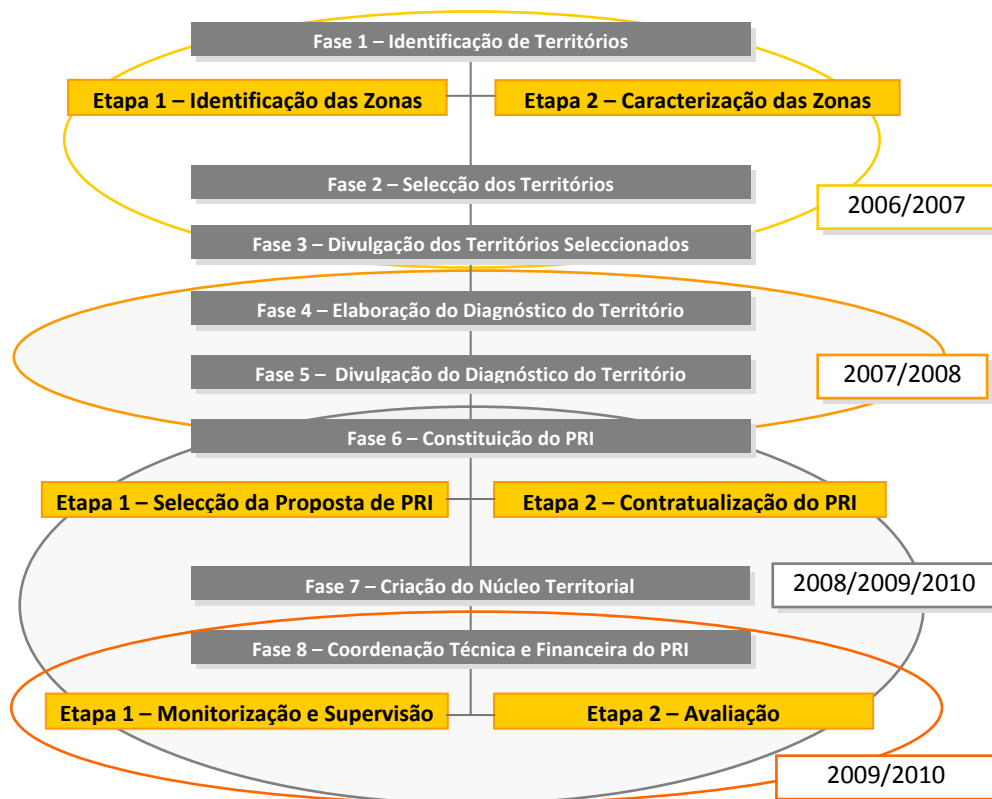 Fase 1 – Identificação de Territórios
Etapa 1 – Identificação das Zonas
Etapa 2 – Caracterização das Zonas
Fase 2 – Selecção dos Territórios
2006/2007
Fase 3 – Divulgação dos Territórios Seleccionados
Fase 4 – Elaboração do Diagnóstico do Território
Fase 5 – Divulgação do Diagnóstico do Território
2007/2008
Fase 6 – Constituição do PRI
Etapa 1 – Selecção da Proposta de PRI
Etapa 2 – Contratualização do PRI
Fase 7 – Criação do Núcleo Territorial
2008/2009/2010
Fase 8 – Coordenação Técnica e Financeira do PRI
Etapa 1 – Monitorização e Supervisão
Etapa 2 – Avaliação
2009/2010